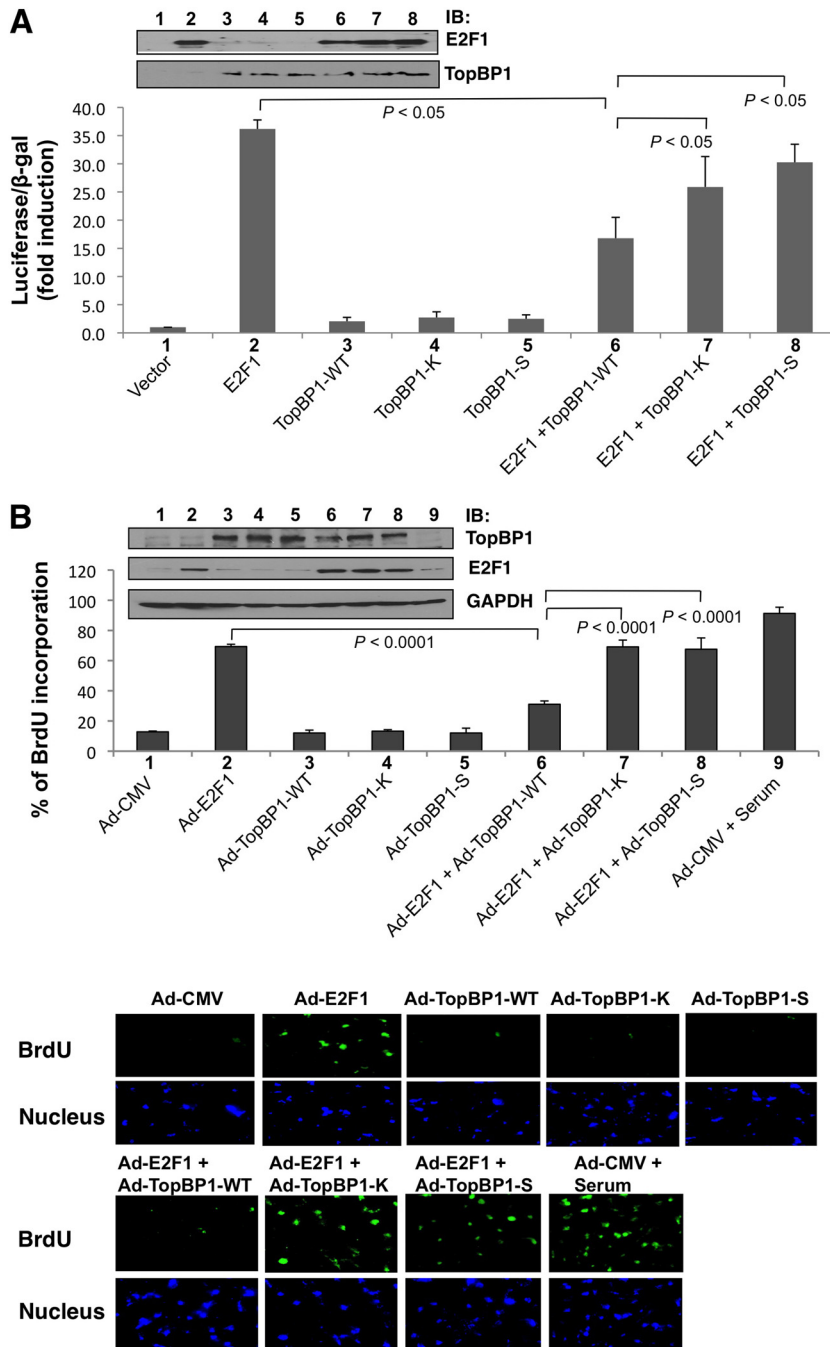 A
1 2 3 4 5 6 7 8 IB:
E2F1
TopBP1
P < 0.05
P < 0.05
P < 0.05
Luciferase/β-gal
(fold induction)
40.0
35.0
30.0
25.0
20.0
15.0
10.0
5.0
0.0
1 2 3 4 5 6 7 8
Vector
E2F1
TopBP1-WT
TopBP1-K
TopBP1-S
E2F1 +TopBP1-WT
E2F1 + TopBP1-K
E2F1 + TopBP1-S
B
1 2 3 4 5 6 7 8 9 IB:
TopBP1
E2F1
GAPDH
P < 0.0001
P < 0.0001
P < 0.0001
% of BrdU incorporation
120
100
80
60
40
20
0
1 2 3 4 5 6 7 8 9
Ad-CMV
Ad-E2F1
Ad-TopBP1-WT
Ad-TopBP1-K
Ad-TopBP1-S
Ad-E2F1 + Ad-TopBP1-WT
Ad-E2F1 + Ad-TopBP1-K
Ad-E2F1 + Ad-TopBP1-S
Ad-CMV + Serum
Ad-CMV Ad-E2F1 Ad-TopBP1-WT Ad-TopBP1-K Ad-TopBP1-S
BrdU
Nucleus
Ad-E2F1 +
Ad-TopBP1-WT
Ad-E2F1 +
Ad-TopBP1-K
Ad-E2F1 +
Ad-TopBP1-S
Ad-CMV +
Serum
BrdU
Nucleus